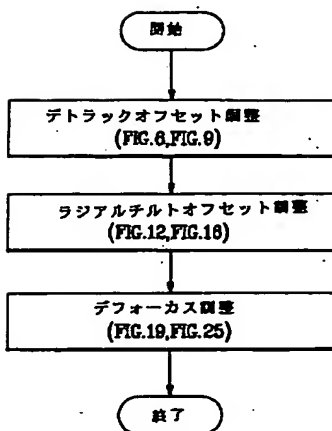 開始
デトラックオフセット調整
(FIG.6,FIG.9)
ラジアルチルトオフセット調整
(FIG.12,FIG.16)
デフォーカス調整
(FIG.19,FIG.25)
終了